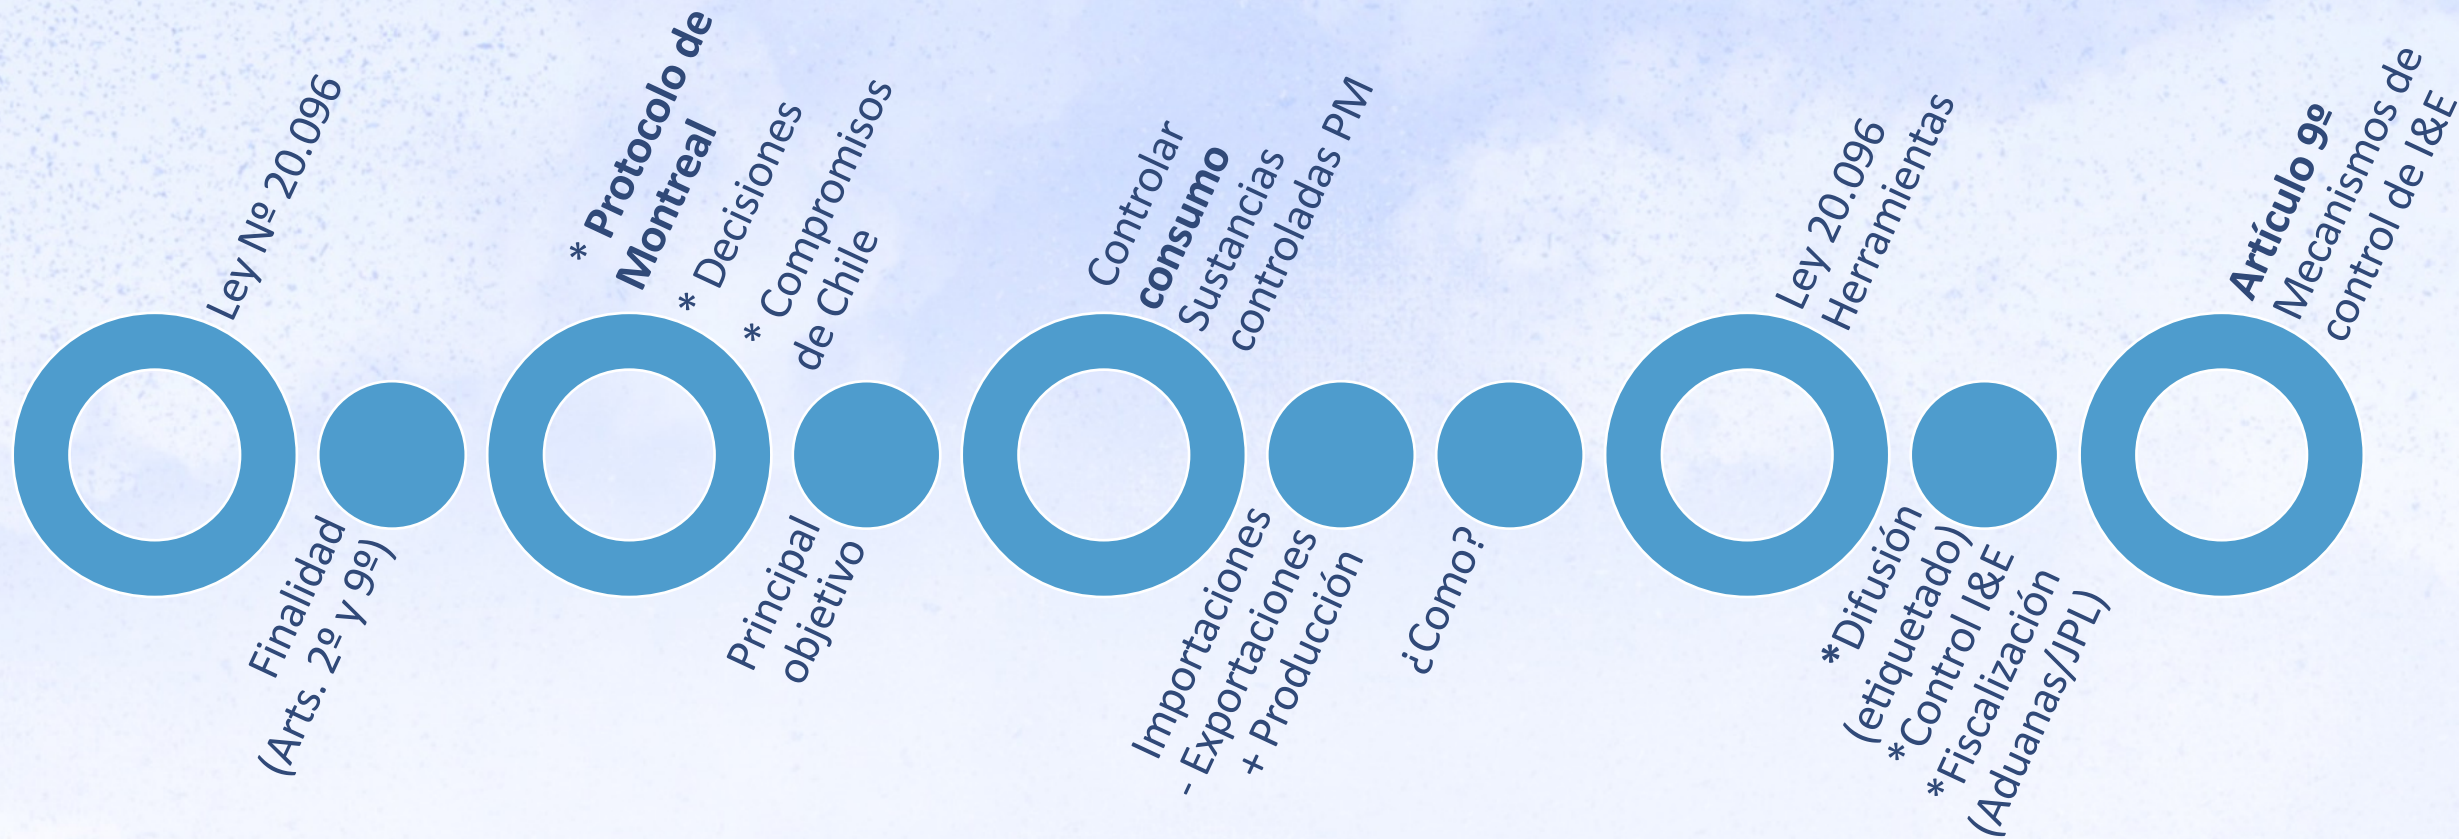 Ley Nº 20.096
Finalidad
(Arts. 2º y 9º)
* Protocolo de
Montreal
* Decisiones
* Compromisos
de Chile
Principal
objetivo
Controlar
consumo
Sustancias
controladas PM
Importaciones
- Exportaciones
+ Producción
¿Como?
Ley 20.096
Herramientas
*Difusión
(etiquetado)
*Control I&E
*Fiscalización
(Aduanas/JPL)
Artículo 9º
Mecanismos de
control de I&E